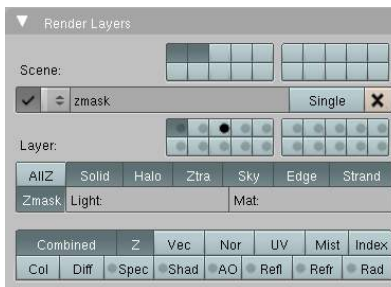 Render Layers
Scene:
zmask Single
Layer:
AllZ Solid Halo Ztra Sky Edge Strand
Zmask Light: Mat:
Combined Z Vec Nor UV Mist Index
Col Diff Spec Shad AO Refl Refr Rad